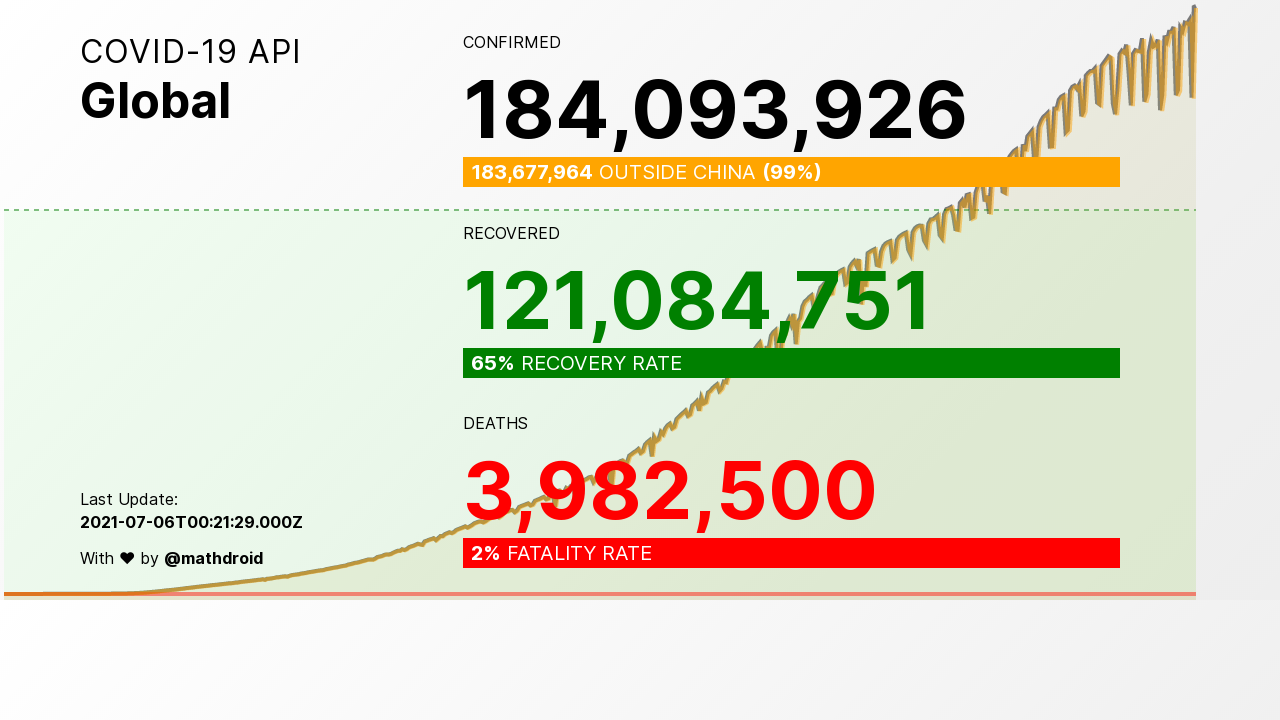 COVID-19 API
Global
CONFIRMED
184,093,926
183,677,964 OUTSIDE CHINA (99%)
RECOVERED
121,084,751
65% RECOVERY RATE
DEATHS
3,982,500
2% FATALITY RATE
Last Update:
2021-07-06T00:21:29.000Z
With ♥ by @mathdroid